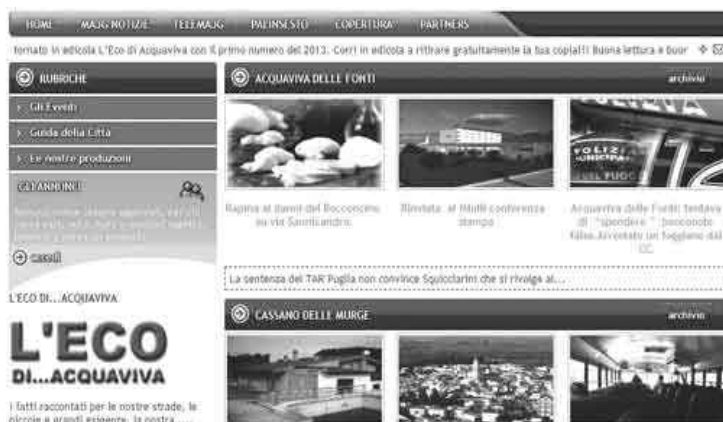 HOME MAJG NOTIZIE TELEMAJG PALINSESTO COPERTURA PARTNERS
tornato in edicola L'Eco di Acquaviva con il primo numero del 2013. Corri in edicola a ritirare gratuitamente la tua copia!!! Buona lettura e buor
RUBRICHE
Gli Eventi
Guida della Città
Le nostre produzioni
GLI ANNUNCI
ACQUAVIVA DELLE FONTI
archivio
POLIZIA
Rapina ai danni del Bocconcino
su via Sannicandro.
Rinviata al Miulli conferenza
stampa
Acquaviva delle Fonti: tentava
di "spendere" banconote
false. Arrestato un foggiano dai
CC.
La sentenza del TAR Puglia non convince Squicciarini che si rivolge al...
L'ECO DI...ACQUAVIVA
L'ECO
DI...ACQUAVIVA
I fatti raccontati per le nostre strade, le
piccole e grandi esigenze, la nostra ....
CASSANO DELLE MURGE
archivio